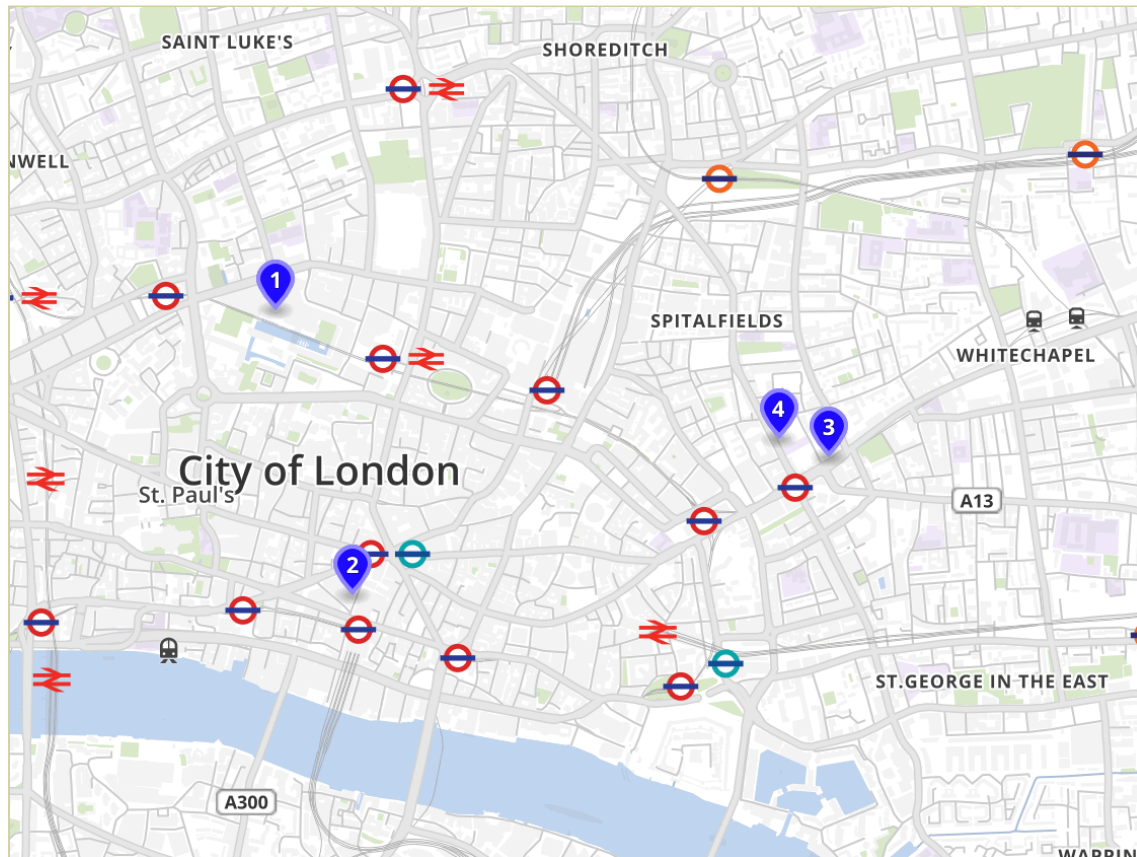 SAINT LUKE'S
SHOREDITCH
NWELL
1
SPITALFIELDS
WHITECHAPEL
4
3
City of London
St. Paul's
A13
2
ST.GEORGE IN THE EAST
A300
WAPPIN